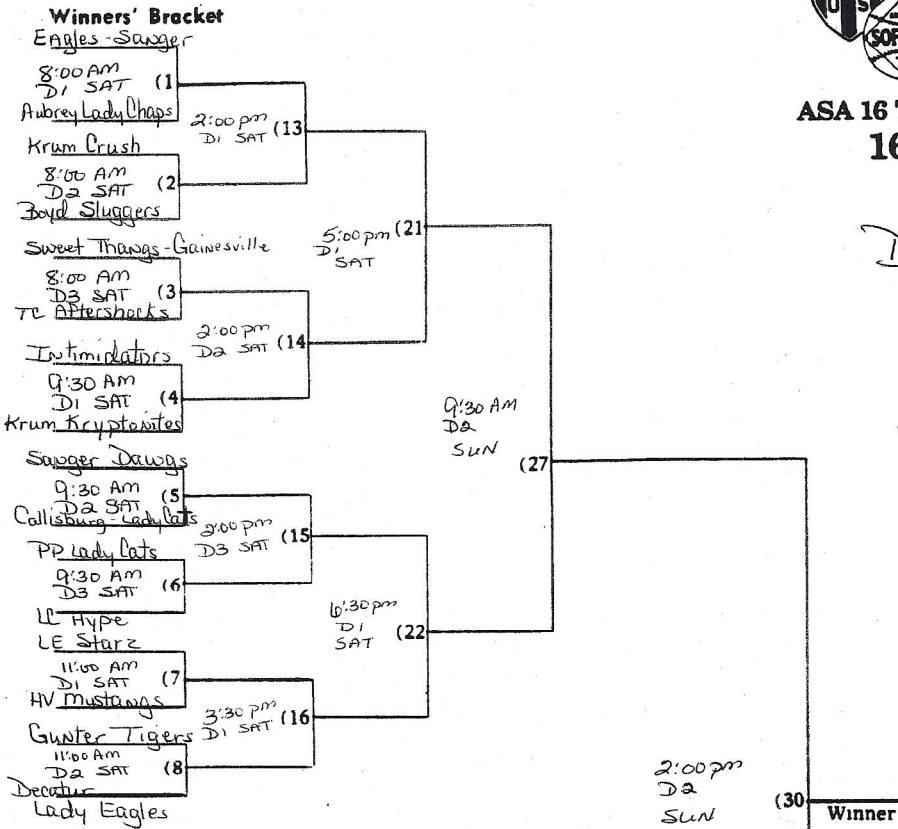 Winners' Bracket
Eagles-Sanger
8:00 AM
D1 SAT (1
Aubrey Lady Chaps
2:00 pm
D1 SAT (13
Krum Crush
8:00 AM
D2 SAT (2
Boyd Sluggers
5:00 pm (21
D1
SAT
Sweet Thangs-Gainesville
8:00 AM
D3 SAT (3
TC Aftershocks
2:00 pm
D2 SAT (14
Intimidators
9:30 AM
D1 SAT (4
Krum Kryptonites
9:30 AM
D2
SUN
(27
Sanger Dawgs
9:30 AM
D2 SAT (5
Callisburg-Lady Cats
2:00 pm
D3 SAT (15
PP Lady Cats
9:30 AM
D3 SAT (6
LC Hype
6:30 pm
D1
SAT (22
LE Starz
11:00 AM
D1 SAT (7
HV Mustangs
3:30 pm
D1 SAT (16
Gunter Tigers
11:00 AM
D2 SAT (8
Decatur
Lady Eagles
2:00 pm
D2
SUN
(30
Winner
US
SOF
ASA 16
16